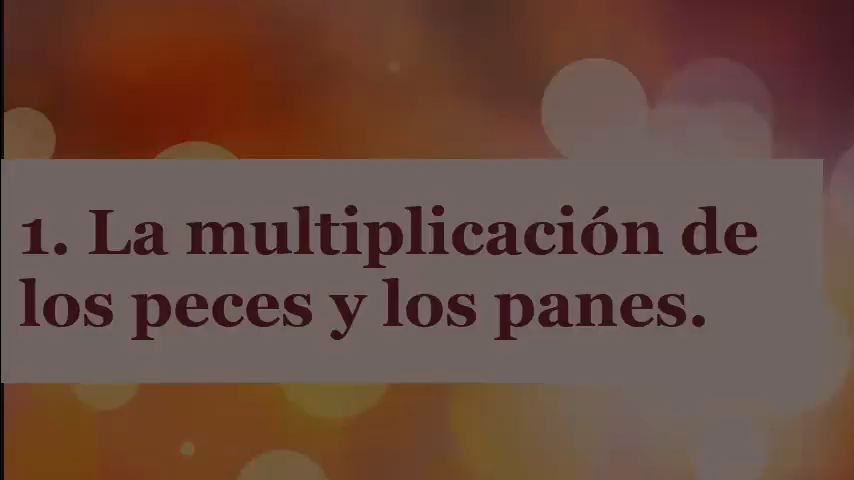 1. La multiplicación de
los peces y los panes.